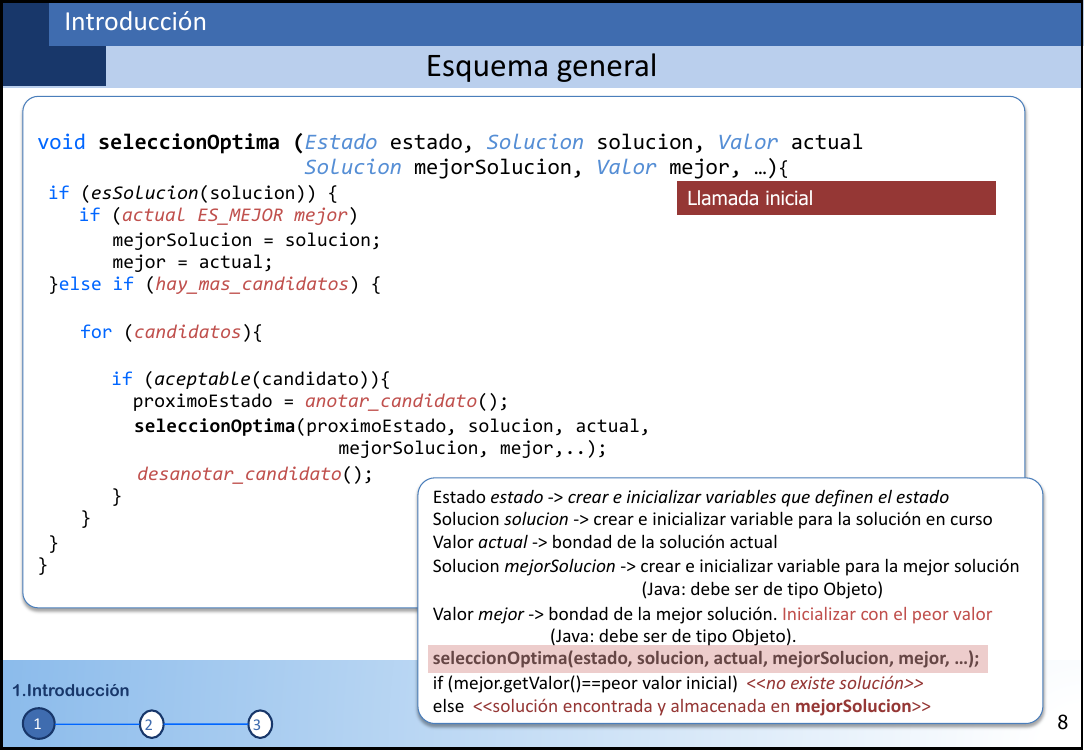 Introducción
Esquema general
void seleccionOptima (Estado estado, Solucion solucion, Valor actual
Solucion mejorSolucion, Valor mejor, …){
if (esSolucion(solucion)) {
Llamada inicial
if (actual ES_MEJOR mejor)
mejorSolucion = solucion;
mejor = actual;
}else if (hay_mas_candidatos) {
for (candidatos){
if (aceptable(candidato)){
proximoEstado = anotar_candidato();
seleccionOptima(proximoEstado, solucion, actual,
mejorSolucion, mejor,..);
desanotar_candidato();
}
}
}
}
Estado estado -> crear e inicializar variables que definen el estado
Solucion solucion -> crear e inicializar variable para la solución en curso
Valor actual -> bondad de la solución actual
Solucion mejorSolucion -> crear e inicializar variable para la mejor solución
(Java: debe ser de tipo Objeto)
Valor mejor -> bondad de la mejor solución. Inicializar con el peor valor
(Java: debe ser de tipo Objeto).
seleccionOptima(estado, solucion, actual, mejorSolucion, mejor, …);
if (mejor.getValor()==peor valor inicial) <<no existe solución>>
else <<solución encontrada y almacenada en mejorSolucion>>
1.Introducción
1 2 3
8